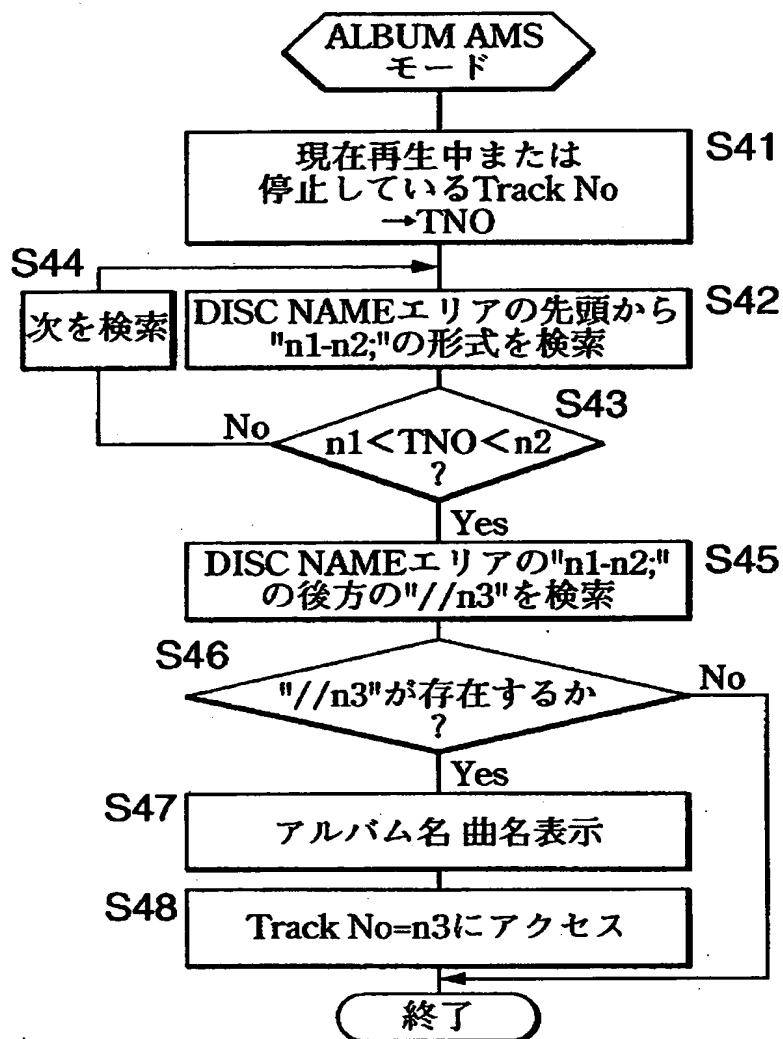 ALBUM AMS
モード
S41
現在再生中または
停止しているTrack No
→TNO
S44
次を検索
S42
DISC NAMEエリアの先頭から
"n1-n2;"の形式を検索
S43
No
n1＜TNO＜n2
?
Yes
S45
DISC NAMEエリアの"n1-n2;"
の後方の"//n3"を検索
S46
No
"//n3"が存在するか
?
Yes
S47
アルバム名 曲名表示
S48
Track No=n3にアクセス
終了